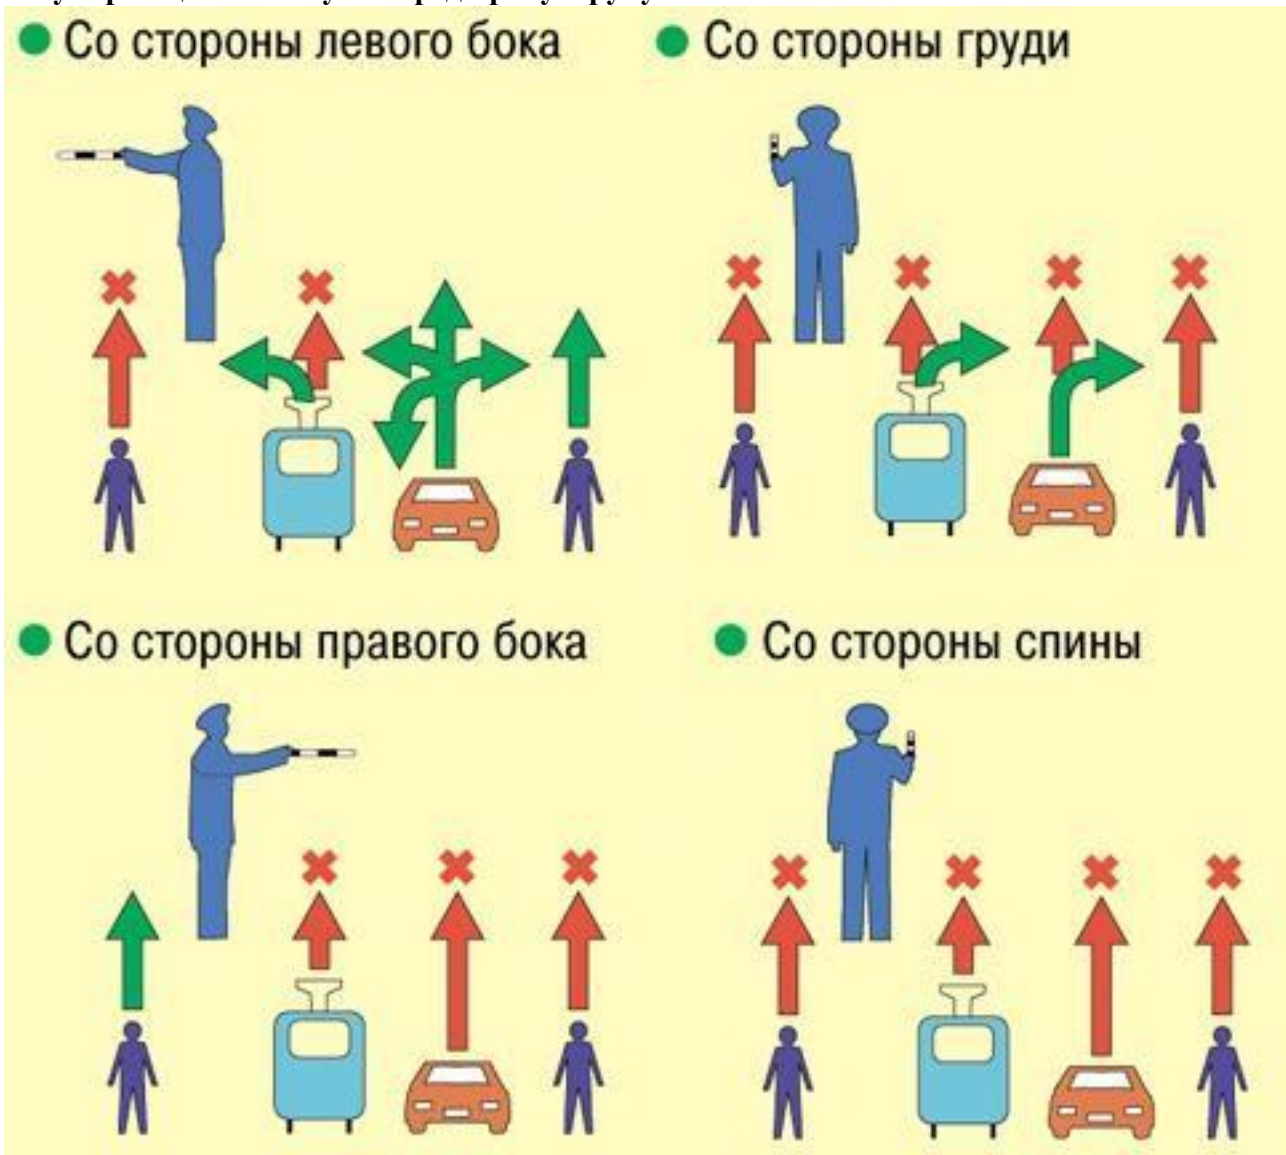 Со стороны левого бока
Со стороны груди
Со стороны правого бока
Со стороны спины